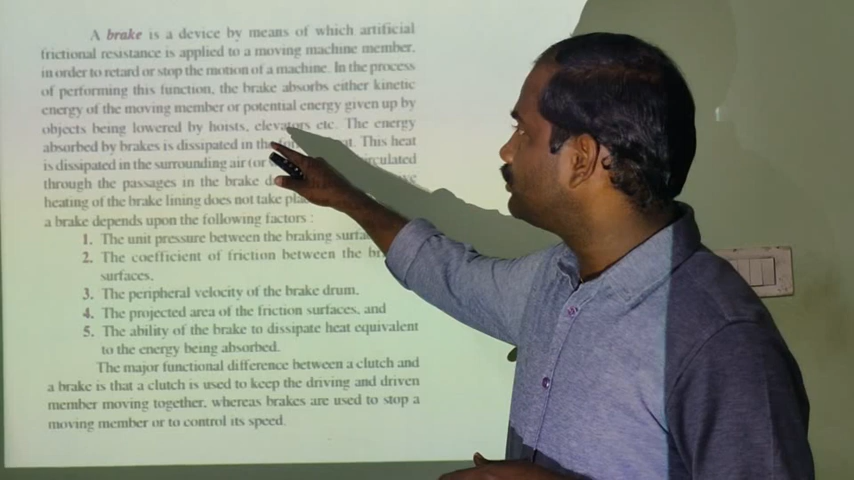 A brake is a device by means of which artificial
frictional resistance is applied to a moving machine member,
in order to retard or stop the motion of a machine. In the process
of performing this function, the brake absorbs either kinetic
energy of the moving member or potential energy given up by
objects being lowered by hoists, elevators etc. The energy
absorbed by brakes is dissipated in the This heat
is dissipated in the surrounding air (or
through the passages in the brake
heating of the brake lining does not take
a brake depends upon the following factors :
1. The unit pressure between the braking
2. The coefficient of friction between the
surfaces,
3. The peripheral velocity of the brake drum,
4. The projected area of the friction surfaces, and
5. The ability of the brake to dissipate heat equivalent
to the energy being absorbed.
The major functional difference between a clutch and
a brake is that a clutch is used to keep the driving and driven
member moving together, whereas brakes are used to stop a
moving member or to control its speed.